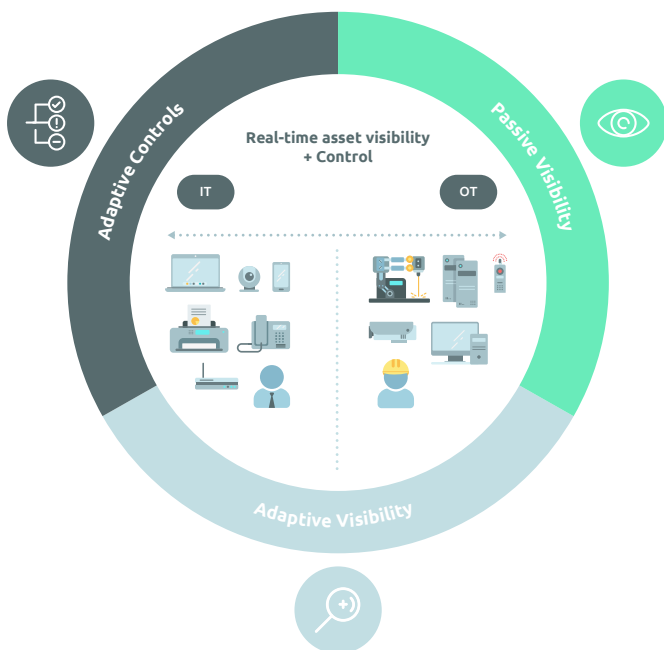 Adaptive Controls
Passive Visibility
Real-time asset visibility
+ Control
IT
OT
Adaptive Visibility